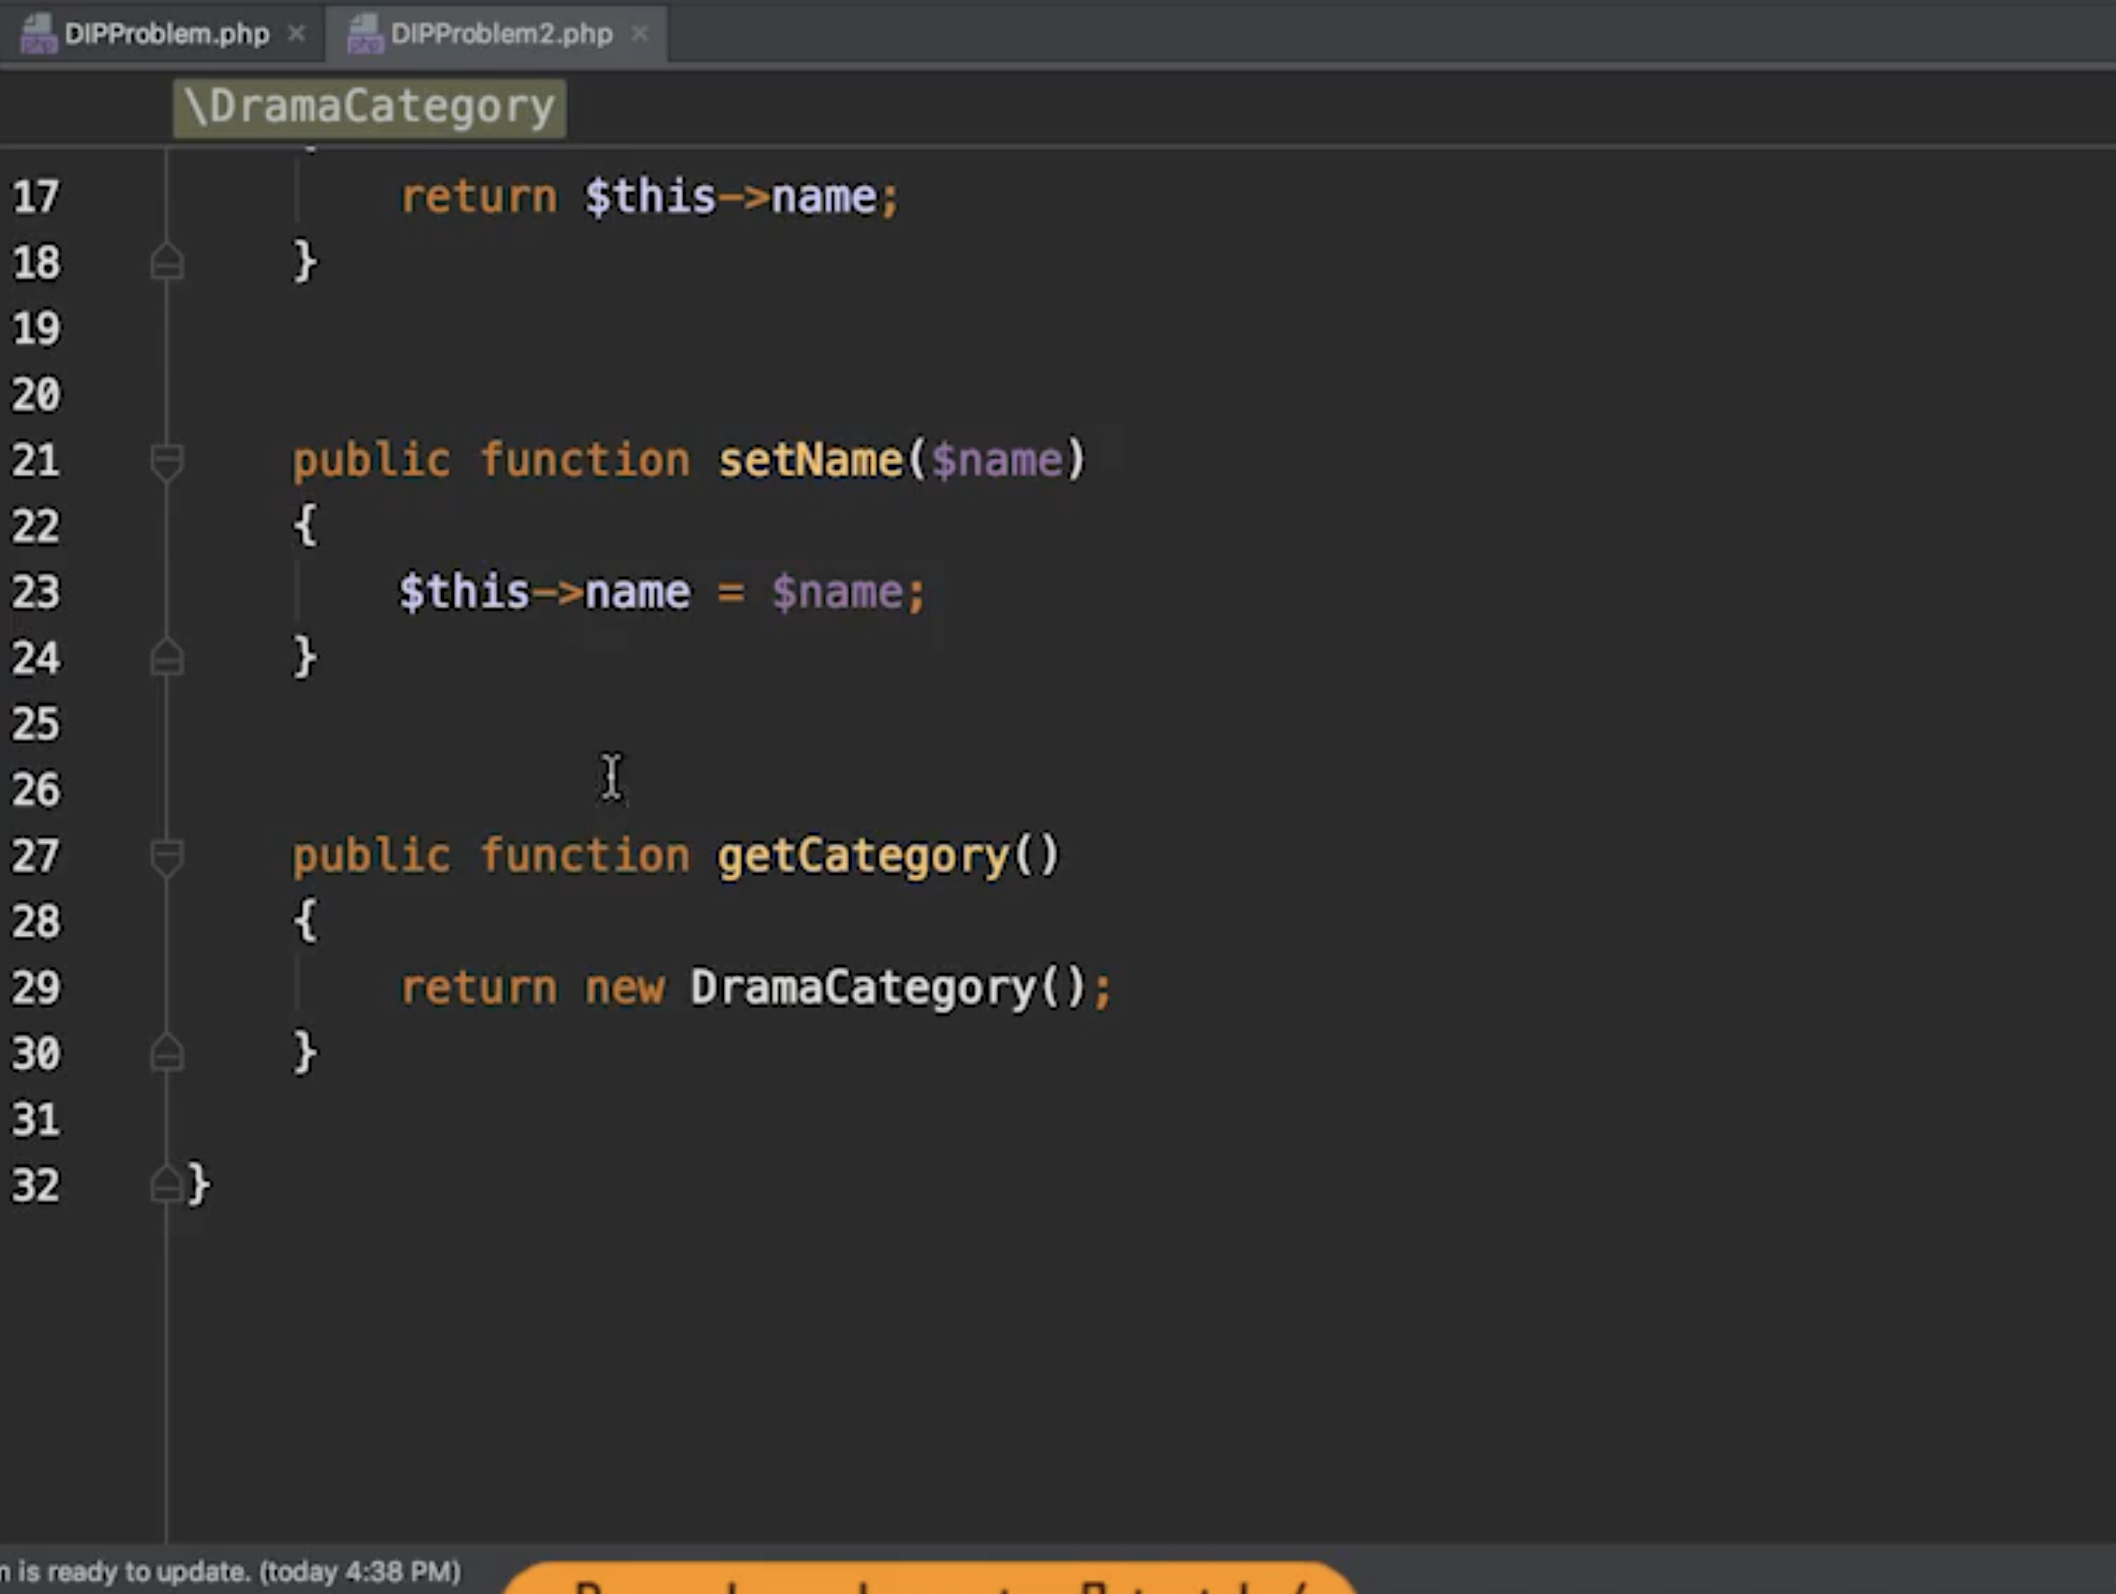 DIPProblem.php
DIPProblem2.php
\DramaCategory
17 return $this->name;
18 }
19
20
21 public function setName($name)
22 {
23 $this->name = $name;
24 }
25
26
27 public function getCategory()
28 {
29 return new DramaCategory();
30 }
31
32 }
is ready to update. (today 4:38 PM)